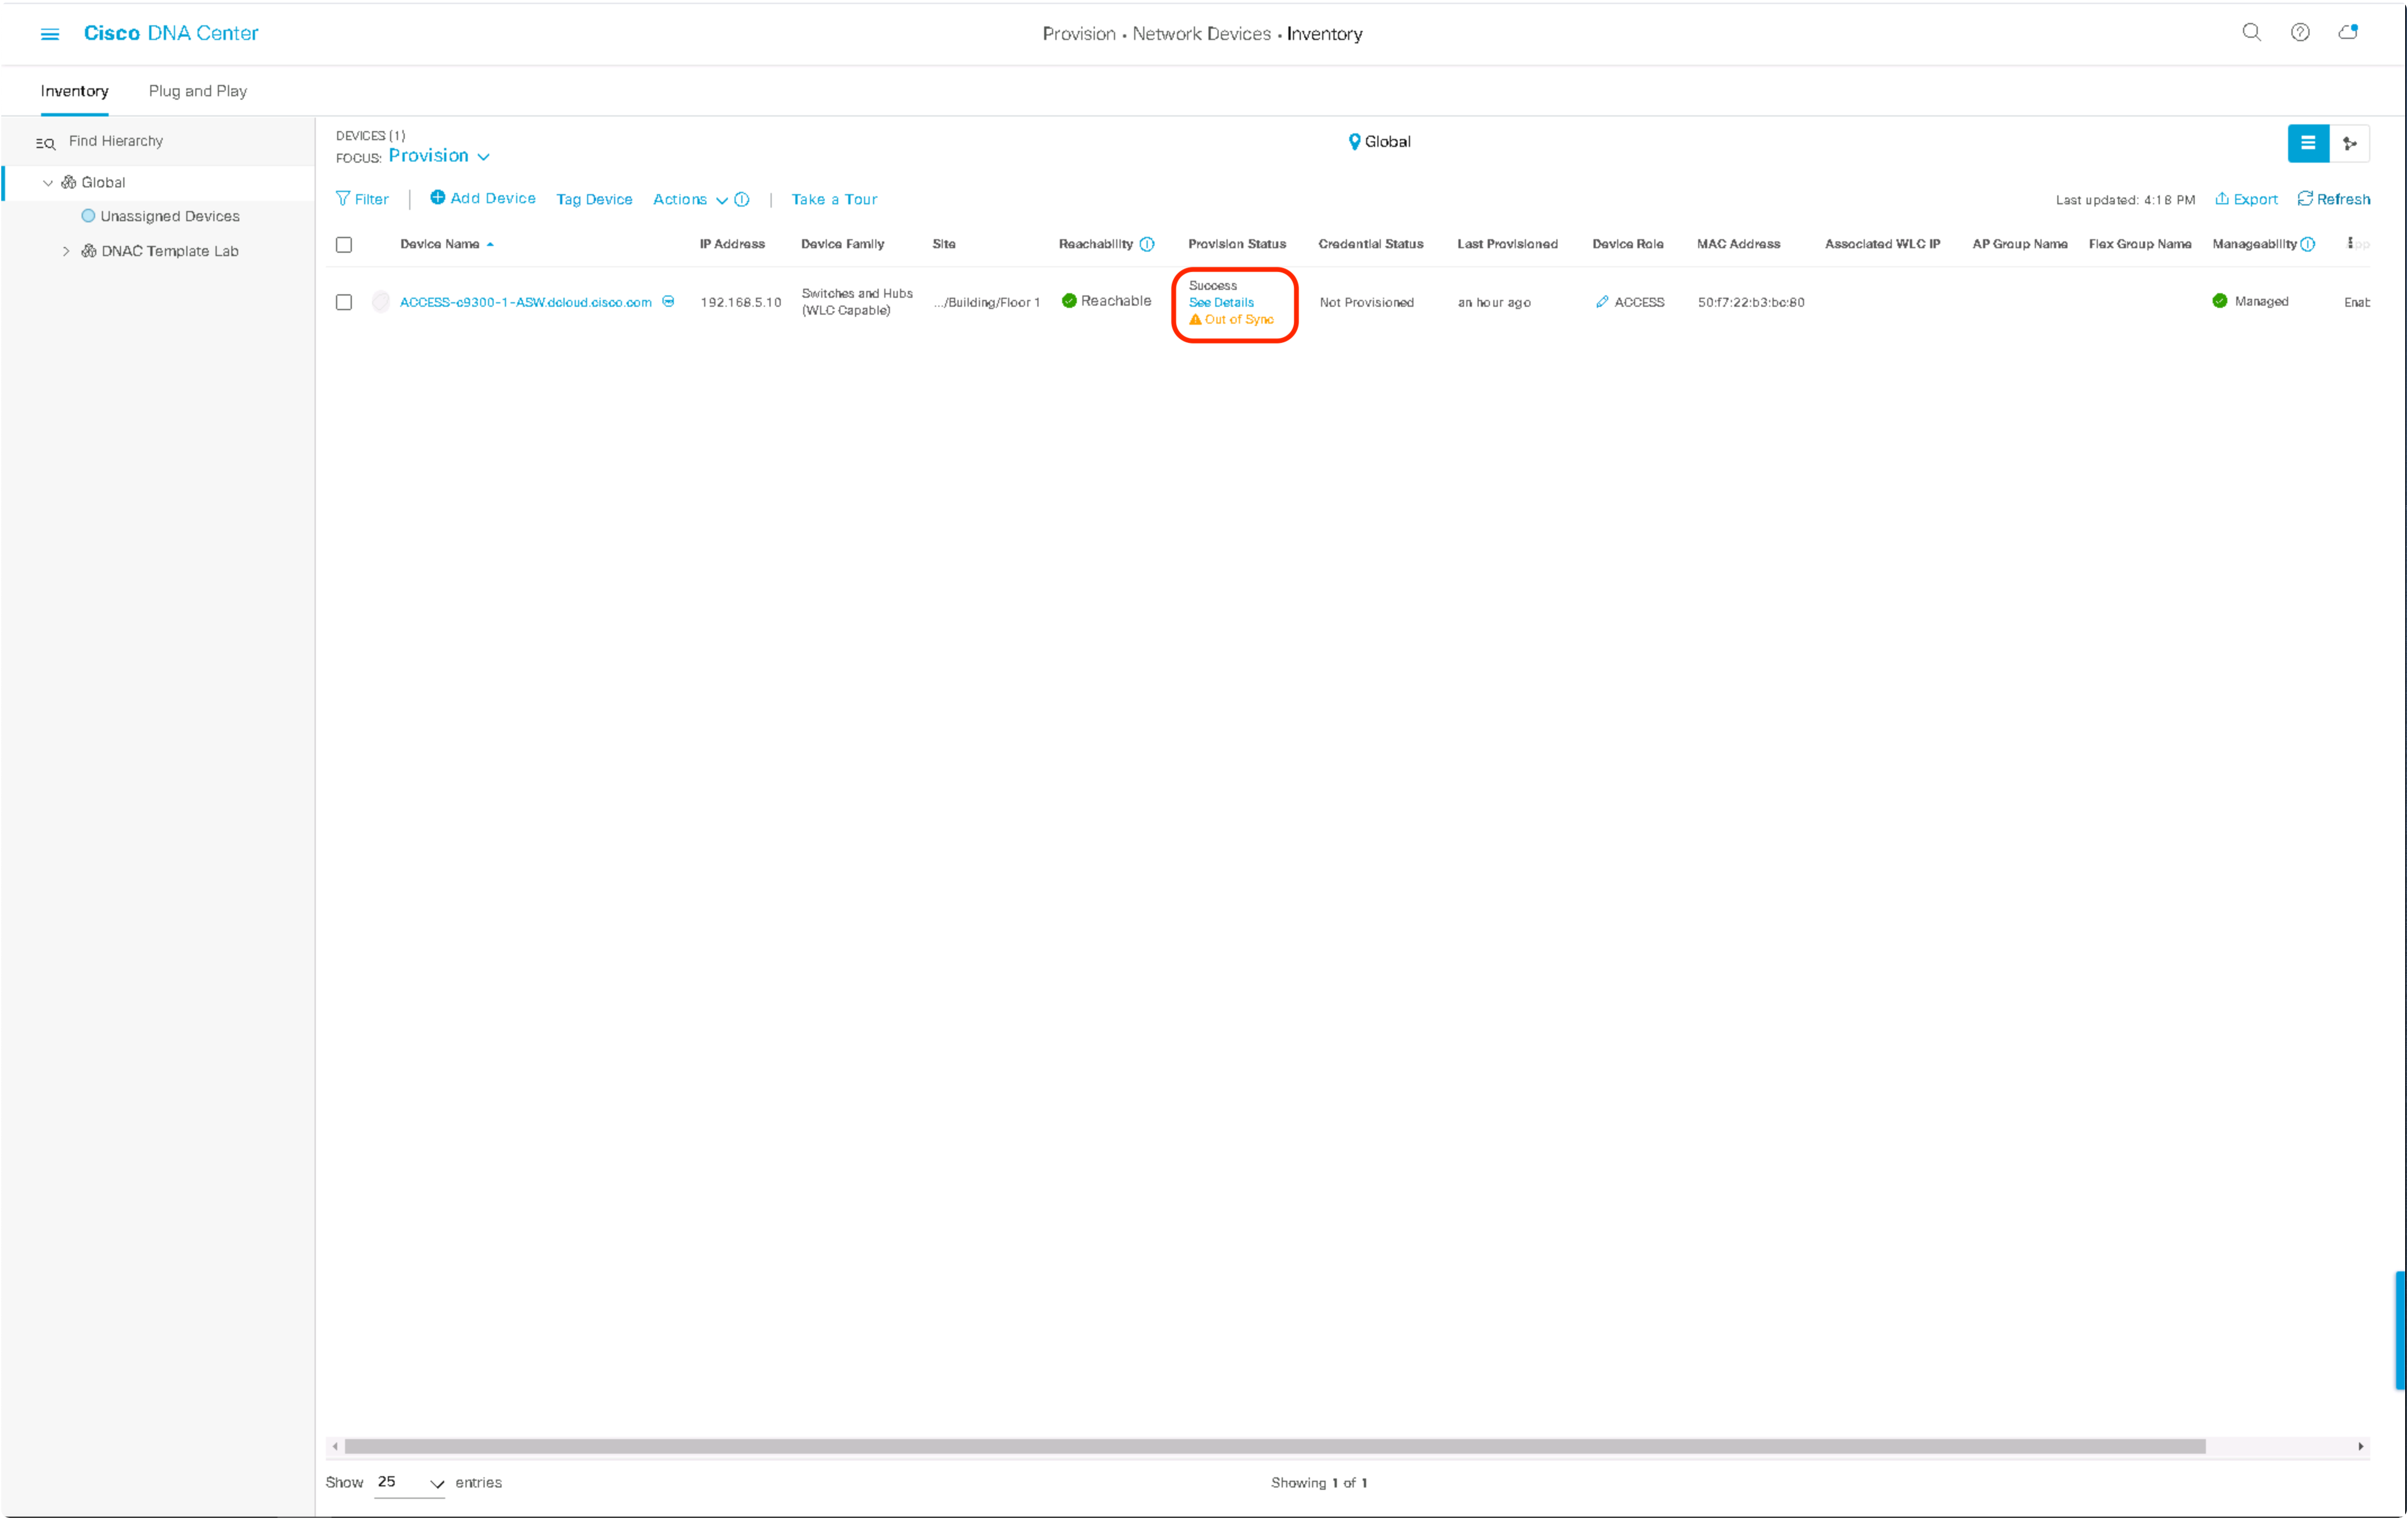 Cisco DNA Center
Provision • Network Devices • Inventory
Inventory
Plug and Play
Find Hierarchy
Global
Unassigned Devices
DNAC Template Lab
DEVICES (1)
FOCUS: Provision
Global
Filter | Add Device Tag Device Actions | Take a Tour
Last updated: 4:18 PM Export Refresh
Device Name IP Address Device Family Site Reachability Provision Status Credential Status Last Provisioned Device Role MAC Address Associated WLC IP AP Group Name Flex Group Name Manageability
ACCESS-c9300-1-ASW.dcloud.cisco.com
192.168.5.10
Switches and Hubs
(WLC Capable)
.../Building/Floor 1
Reachable
Success
See Details
Out of Sync
Not Provisioned
an hour ago
ACCESS
50:f7:22:b3:bc:80
Managed
Enab
Show 25 entries
Showing 1 of 1